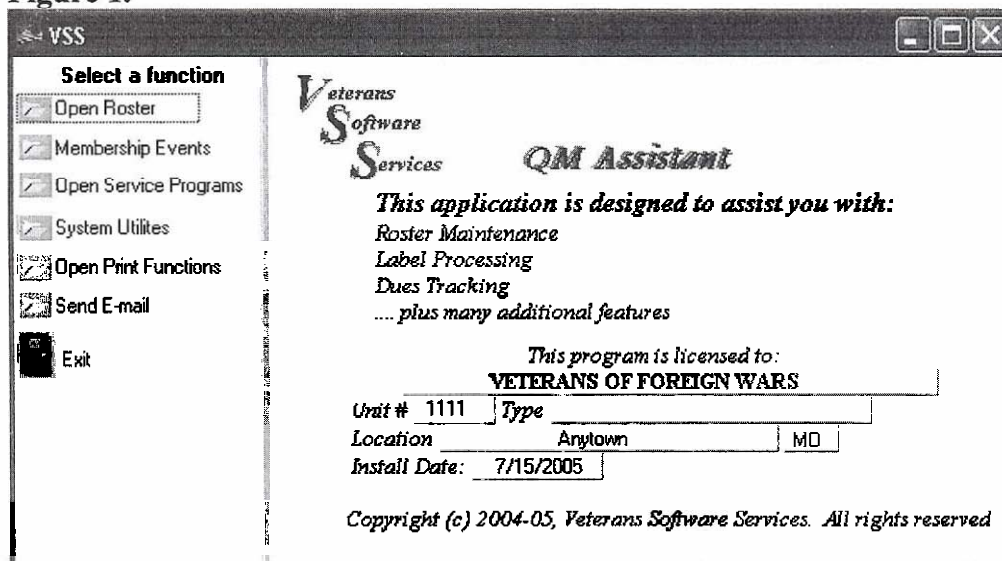 Figure 1.
VSS
Select a function
Open Roster
Membership Events
Open Service Programs
System Utilites
Open Print Functions
Send E-mail
Exit
Veterans
Software
Services
QM Assistant
This application is designed to assist you with:
Roster Maintenance
Label Processing
Dues Tracking
.... plus many additional features
This program is licensed to:
VETERANS OF FOREIGN WARS
Unit # 1111 Type
Location Anytown MO
Install Date: 7/15/2005
Copyright (c) 2004-05, Veterans Software Services. All rights reserved